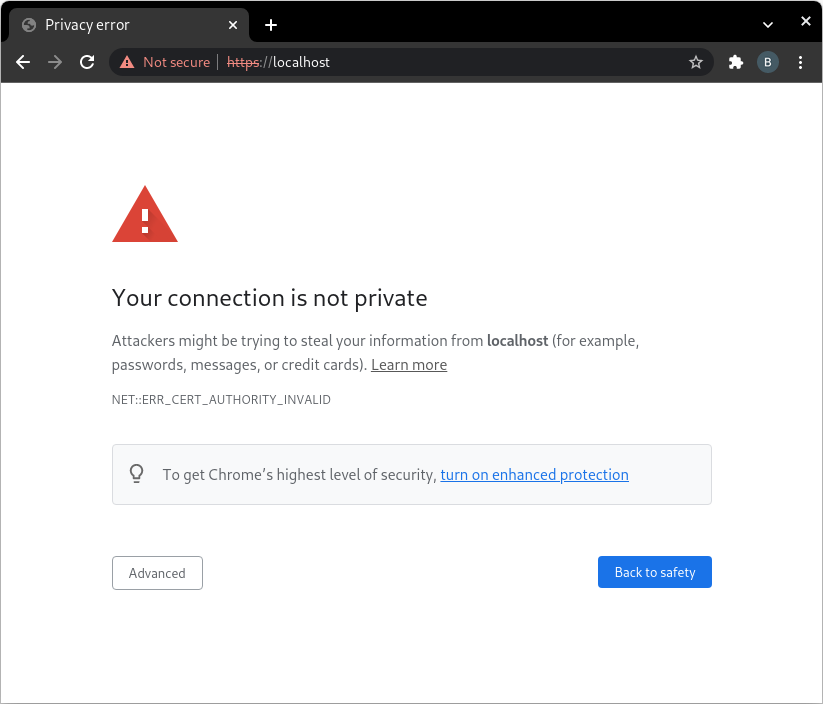 Privacy error
Not secure https://localhost
B
Your connection is not private
Attackers might be trying to steal your information from localhost (for example,
passwords, messages, or credit cards). Learn more
NET::ERR_CERT_AUTHORITY_INVALID
To get Chrome’s highest level of security, turn on enhanced protection
Advanced
Back to safety